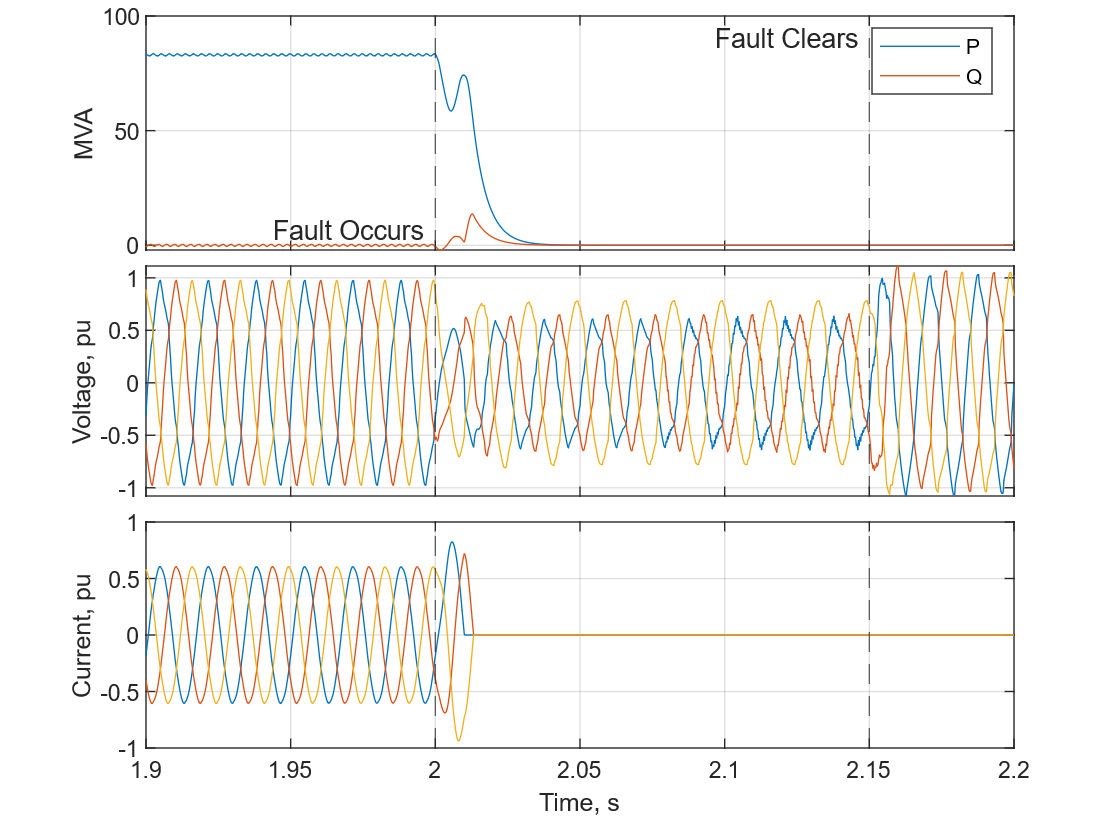 100
Fault Clears
P
Q
MVA
50
Fault Occurs
0
1
0.5
Voltage, pu
0
-0.5
-1
1
0.5
Current, pu
0
-0.5
-1
1.9 1.95 2 2.05 2.1 2.15 2.2
Time, s